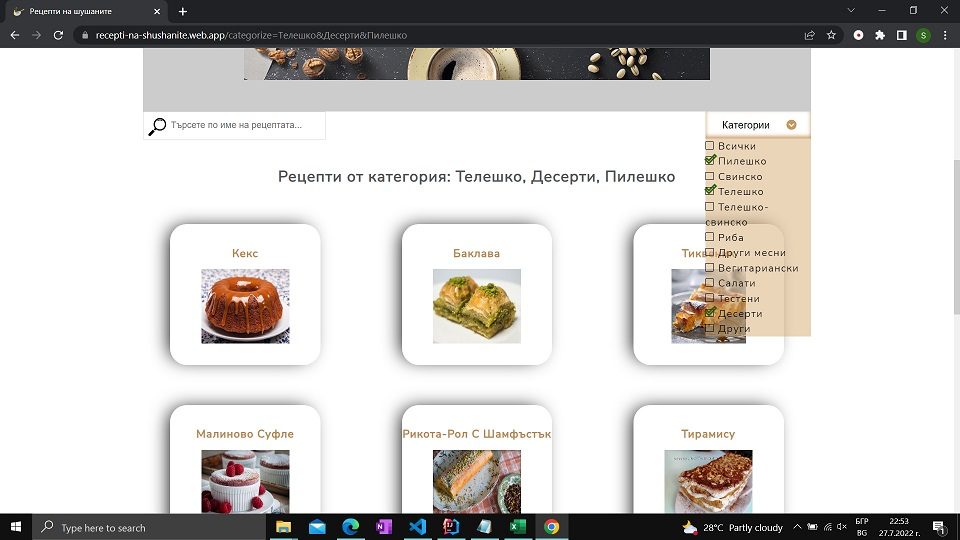 Рецепти на шушаните
recepti-na-shushanite.web.app/categorize=Телешко&Десерти&Пилешко
S
Търсете по име на рецептата...
Категории
Всички
Пилешко
Свинско
Телешко
Телешко-
свинско
Риба
Други месни
Вегитариански
Салати
Тестени
Десерти
Други
Рецепти от категория: Телешко, Десерти, Пилешко
Кекс
Баклава
Малиново Суфле
Рикота-Рол С Шамфъстък
Тирамису
Type here to search
28°C Partly cloudy
БГР
BG
22:53
27.7.2022 г.
1